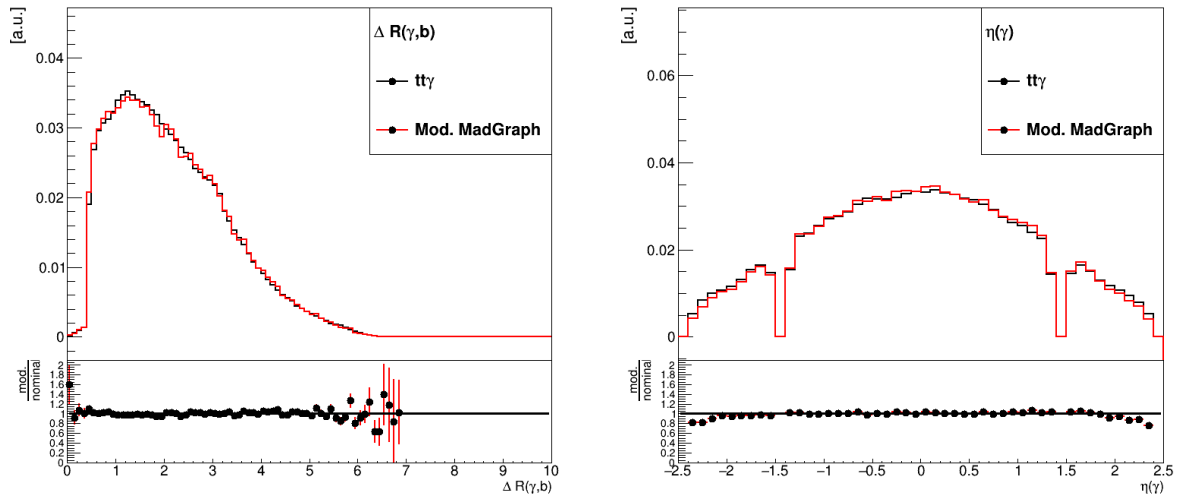 [a.u.]
Δ R(γ,b)
ttγ
Mod. MadGraph
0.04
0.03
0.02
0.01
0
mod.
nominal
2
1.8
1.6
1.4
1.2
1
0.8
0.6
0.4
0.2
0
0 1 2 3 4 5 6 7 8 9 10
Δ R(γ,b)
[a.u.]
η(γ)
ttγ
Mod. MadGraph
0.06
0.04
0.02
0
mod.
nominal
2
1.8
1.6
1.4
1.2
1
0.8
0.6
0.4
0.2
0
−2.5 −2 −1.5 −1 −0.5 0 0.5 1 1.5 2 2.5
η(γ)